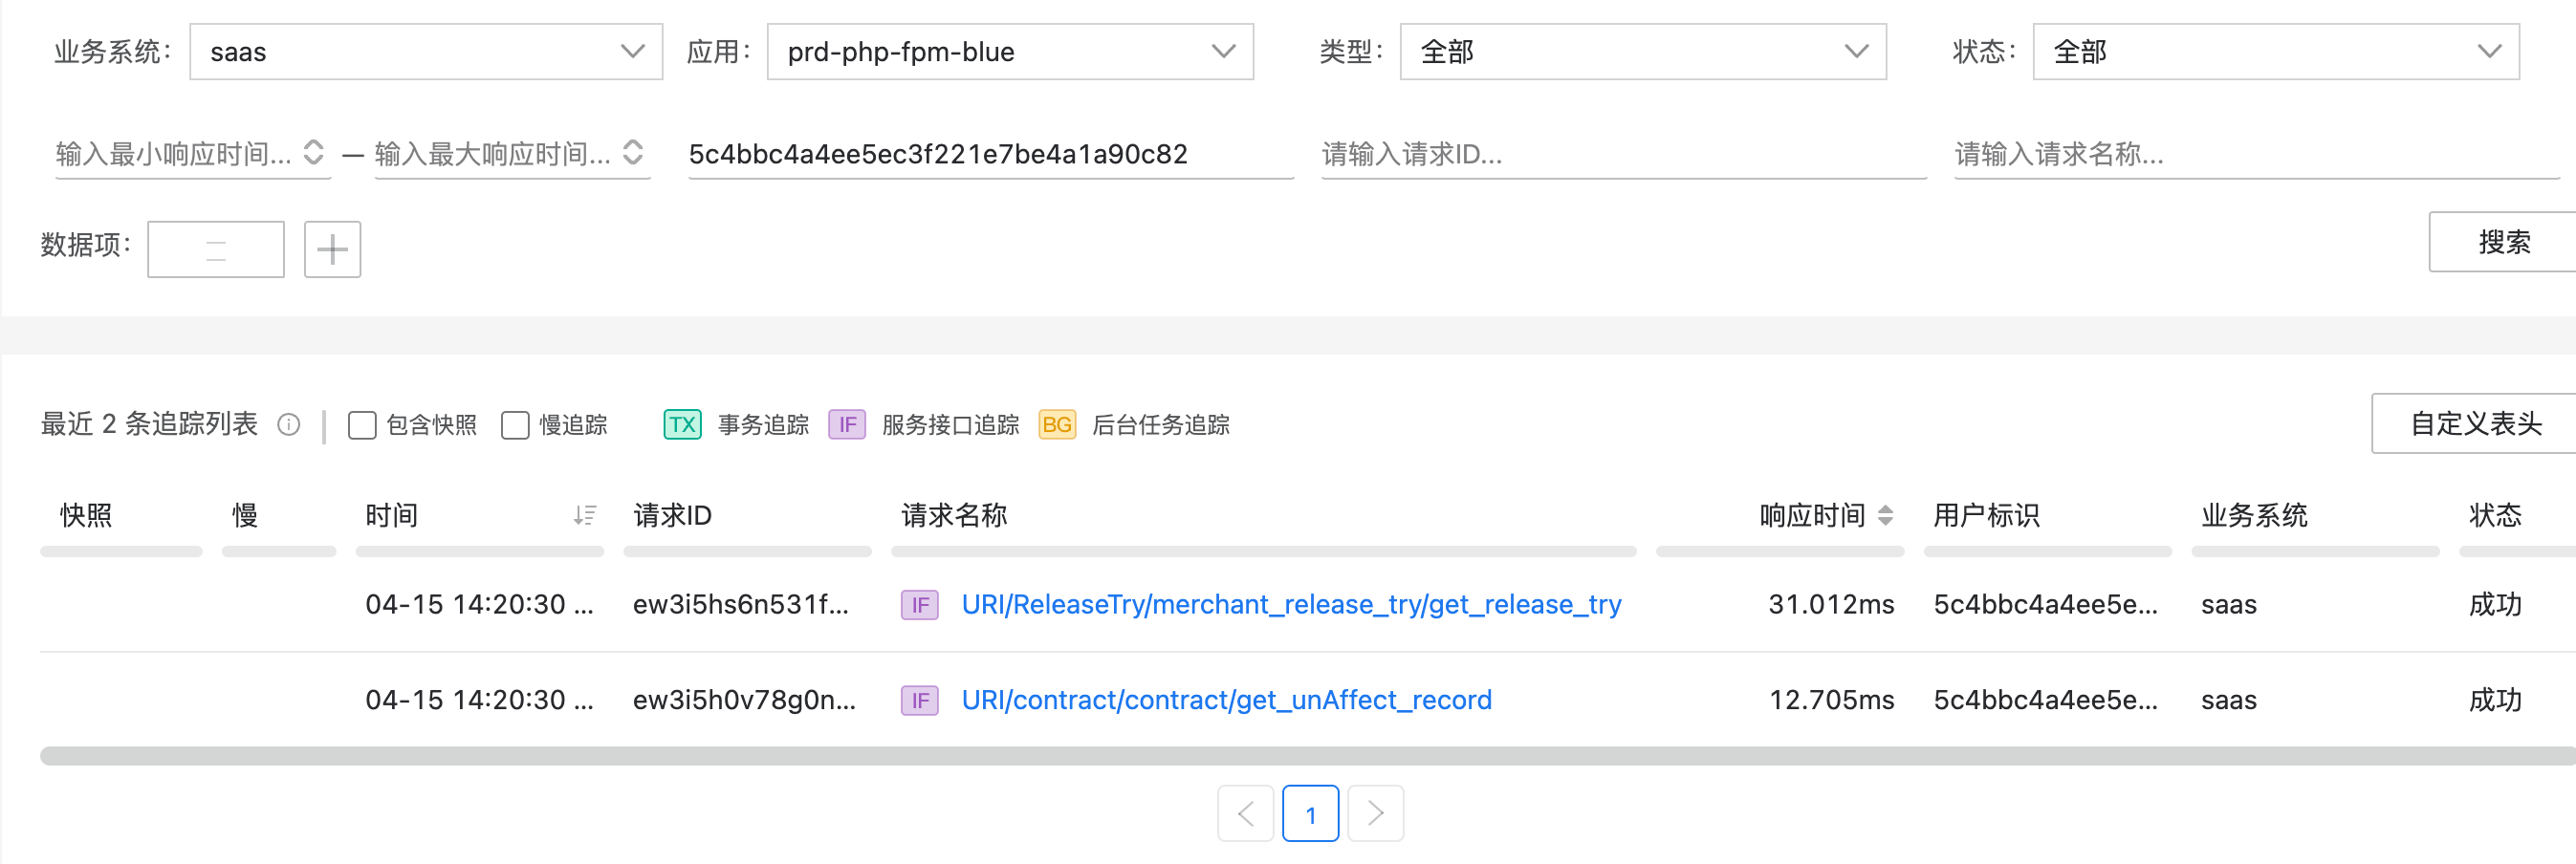 业务系统： saas 应用： prd-php-fpm-blue 类型： 全部 状态： 全部
输入最小响应时间... — 输入最大响应时间... 5c4bbc4a4ee5ec3f221e7be4a1a90c82 请输入请求ID... 请输入请求名称...
数据项： 搜索
最近 2 条追踪列表 包含快照 慢追踪 TX 事务追踪 IF 服务接口追踪 BG 后台任务追踪 自定义表头
快照 慢 时间 请求ID 请求名称 响应时间 用户标识 业务系统 状态
04-15 14:20:30 ... ew3i5hs6n531f... IF URI/ReleaseTry/merchant_release_try/get_release_try 31.012ms 5c4bbc4a4ee5e... saas 成功
04-15 14:20:30 ... ew3i5h0v78g0n... IF URI/contract/contract/get_unAffect_record 12.705ms 5c4bbc4a4ee5e... saas 成功
1